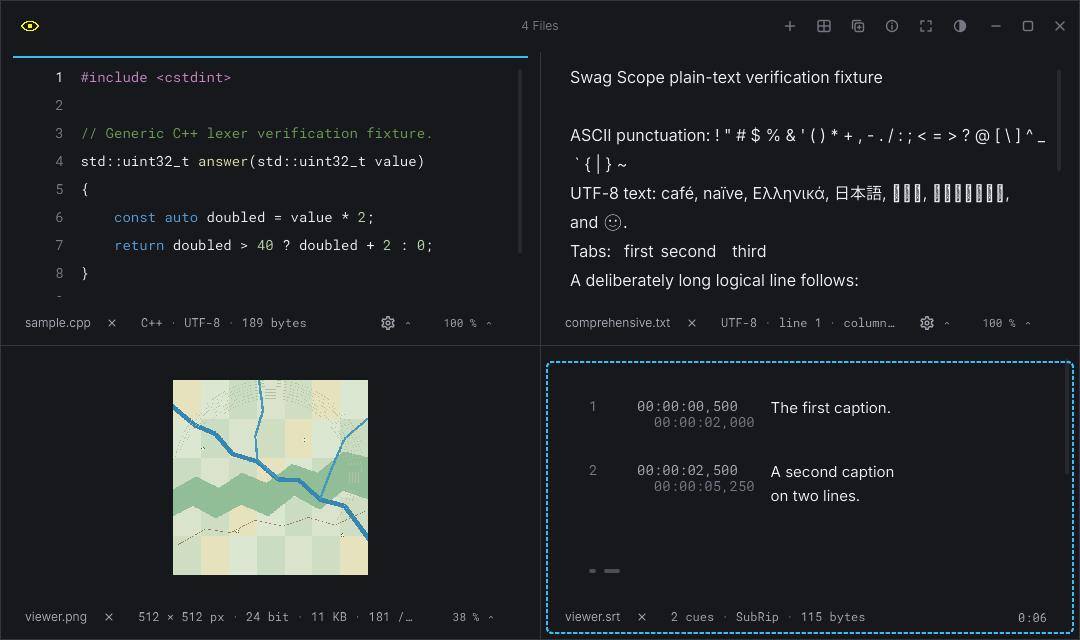 4 Files
1 #include <cstdint>
2
3 // Generic C++ lexer verification fixture.
4 std::uint32_t answer(std::uint32_t value)
5 {
6 const auto doubled = value * 2;
7 return doubled > 40 ? doubled + 2 : 0;
8 }
sample.cpp × C++ · UTF-8 · 189 bytes 100 %
Swag Scope plain-text verification fixture
ASCII punctuation: ! " # $ % & ' ( ) * + , - . / : ; < = > ? @ [ \ ] ^ _
` { | } ~
UTF-8 text: café, naïve, Ελληνικά, 日本語,
and 🙂.
Tabs: first second third
A deliberately long logical line follows:
comprehensive.txt × UTF-8 · line 1 · column…
100 %
viewer.png × 512 × 512 px · 24 bit · 11 KB · 181 /… 38 %
1 00:00:00,500 The first caption.
00:00:02,000
2 00:00:02,500 A second caption
00:00:05,250 on two lines.
viewer.srt × 2 cues · SubRip · 115 bytes 0:06